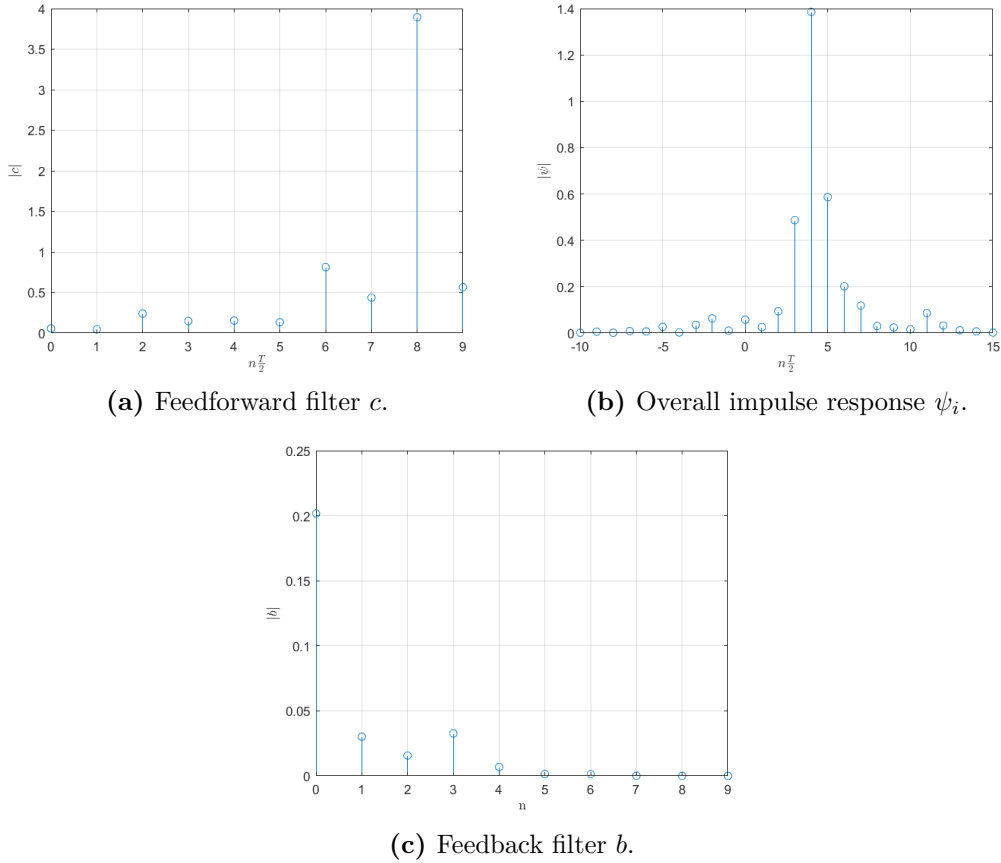 4
3.5
3
2.5
2
1.5
1
0.5
0
|c|
0 1 2 3 4 5 6 7 8 9
n T/2
(a) Feedforward filter c.
1.4
1.2
1
0.8
0.6
0.4
0.2
0
|ψ|
-10 -5 0 5 10 15
n T/2
(b) Overall impulse response ψi.
0.25
0.2
0.15
0.1
0.05
0
|b|
0 1 2 3 4 5 6 7 8 9
n
(c) Feedback filter b.